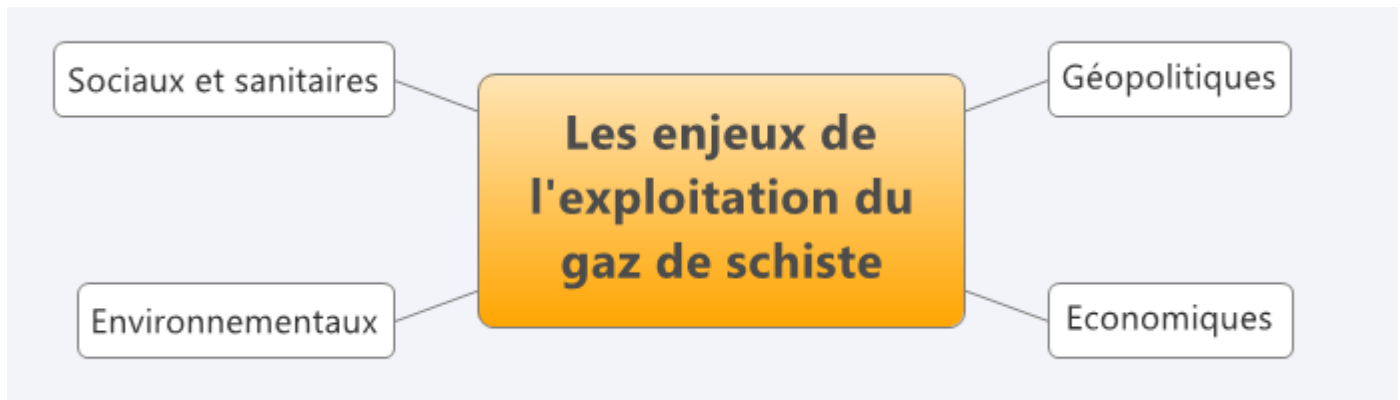 Sociaux et sanitaires
Géopolitiques
Les enjeux de
l'exploitation du
gaz de schiste
Environnementaux
Economiques